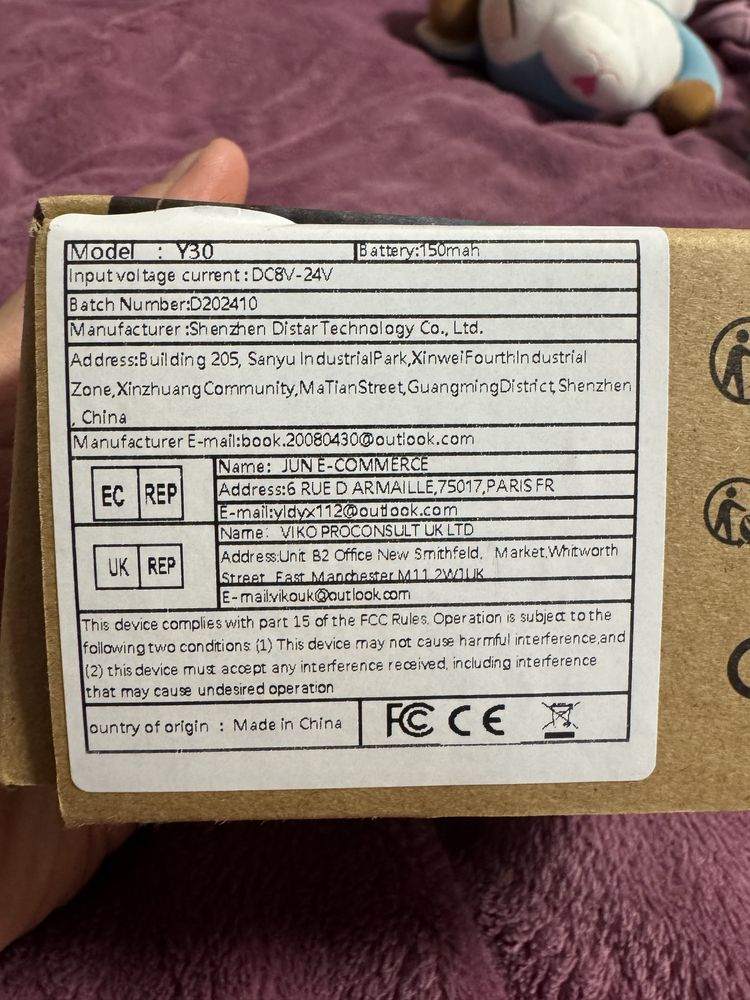 Model : Y30 Battery:150mah
Input voltage current : DC8V-24V
Batch Number:D202410
Manufacturer :Shenzhen Distar Technology Co., Ltd.
Address:Building 205, Sanyu IndustrialPark,XinweiFourthIndustrial
Zone,Xinzhuang Community,MaTianStreet,GuangmingDistrict,Shenzhen
, China
Manufacturer E-mail:book.20080430@outlook.com
EC REP
Name: JUN E-COMMERCE
Address:6 RUE D ARMAILLE,75017,PARIS FR
E-mail:yldyx112@outlook.com
UK REP
Name: VIKO PROCONSULT UK LTD
Address:Unit B2 Office New Smithfeld, Market,Whitworth
Street East Manchester M11 2W1UK
E-mail:vikouk@outlook.com
This device complies with part 15 of the FCC Rules. Operation is subject to the
following two conditions: (1) This device may not cause harmful interference,and
(2) this device must accept any interference received, including interference
that may cause undesired operation
ountry of origin : Made in China
FC CE